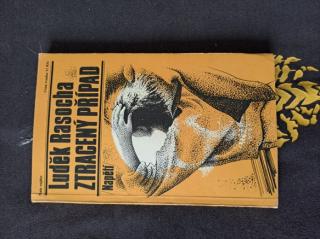 Luděk Rasocha
ZTRACENÝ PŘÍPAD
Napětí